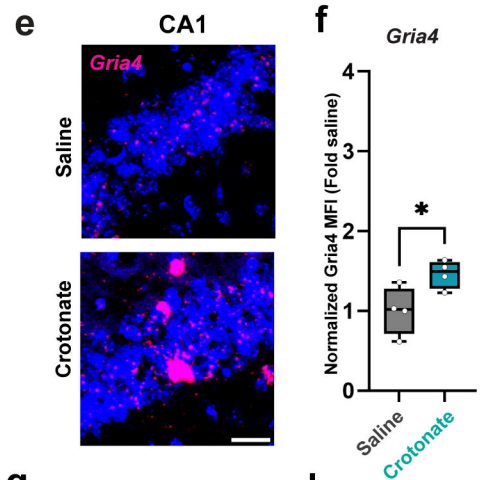 e
CA1
Gria4
Saline
Crotonate
f
Gria4
Normalized Gria4 MFI (Fold saline)
4
3
2
1
0
*
Saline
Crotonate